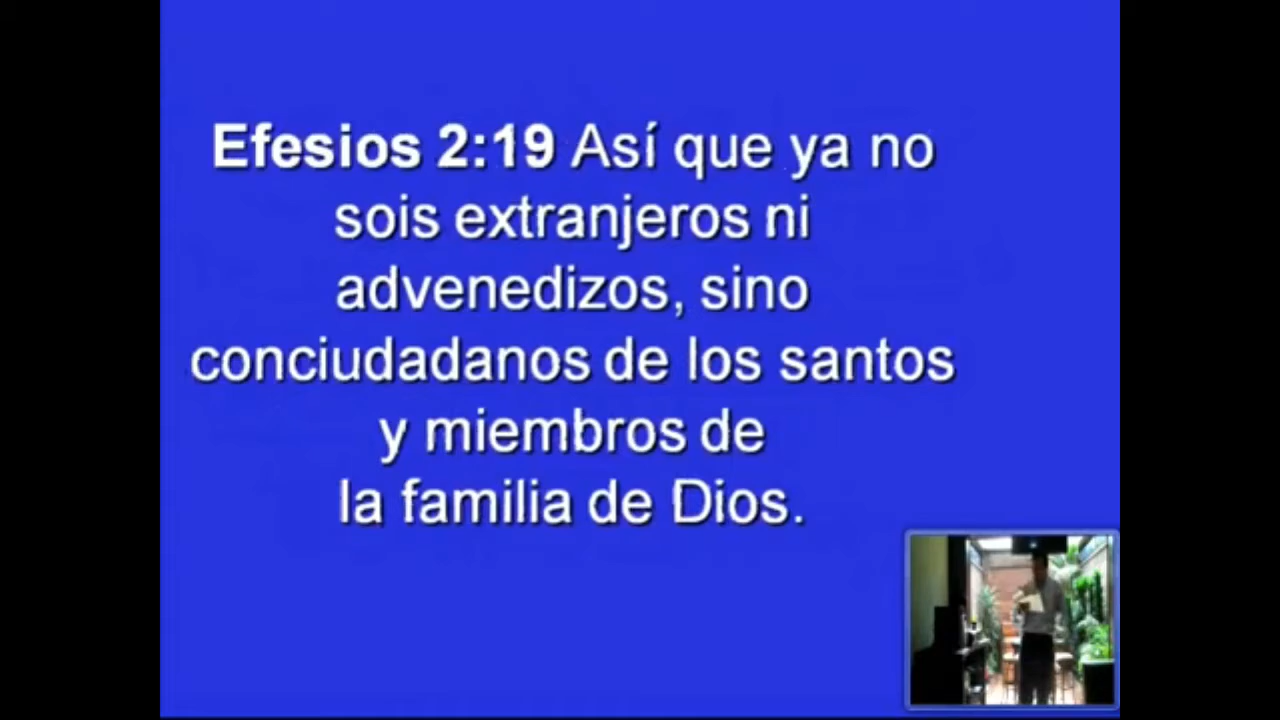 Efesios 2:19 Así que ya no
sois extranjeros ni
advenedizos, sino
conciudadanos de los santos
y miembros de
la familia de Dios.